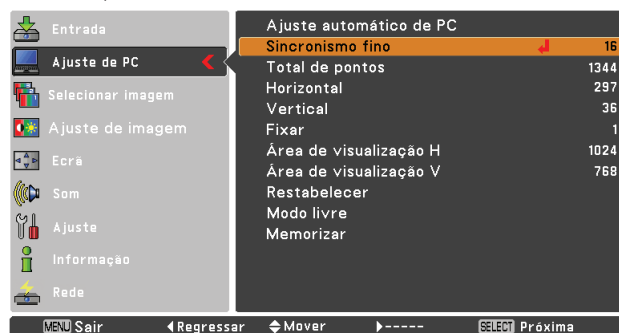 Entrada
Ajuste de PC
Selecionar imagem
Ajuste de imagem
Ecrã
Som
Ajuste
Informação
Rede
Ajuste automático de PC
Sincronismo fino 16
Total de pontos 1344
Horizontal 297
Vertical 36
Fixar 1
Área de visualização H 1024
Área de visualização V 768
Restabelecer
Modo livre
Memorizar
MENU Sair Regressar Mover ----- SELECT Próxima